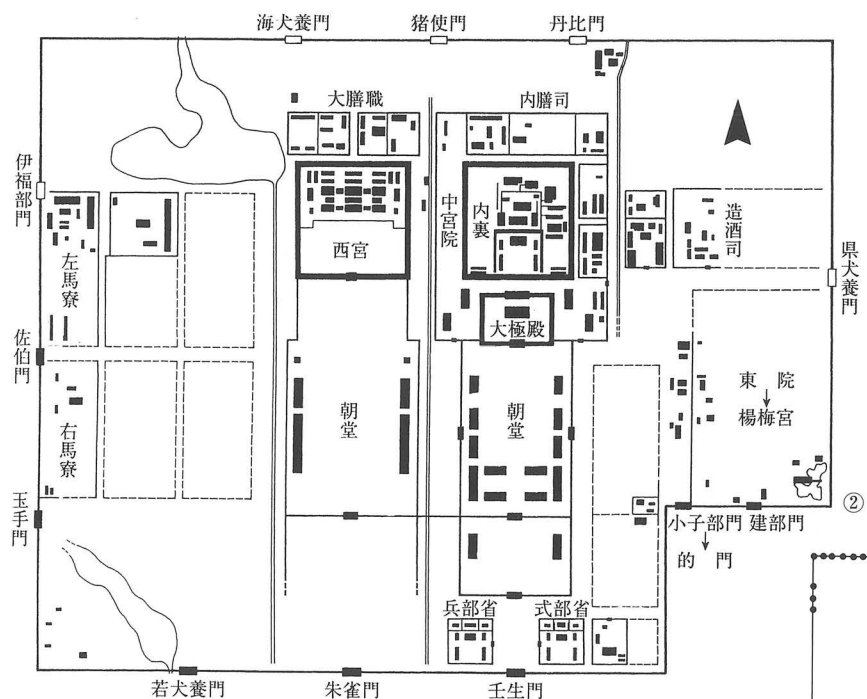 海犬養門
猪使門
丹比門
大膳職
内膳司
伊福部門
中宮院
内裏
西宮
造酒司
県犬養門
左馬寮
大極殿
佐伯門
朝堂
朝堂
東院
↓
楊梅宮
右馬寮
玉手門
②
小子部門
↓
的門
建部門
兵部省
式部省
若犬養門
朱雀門
壬生門